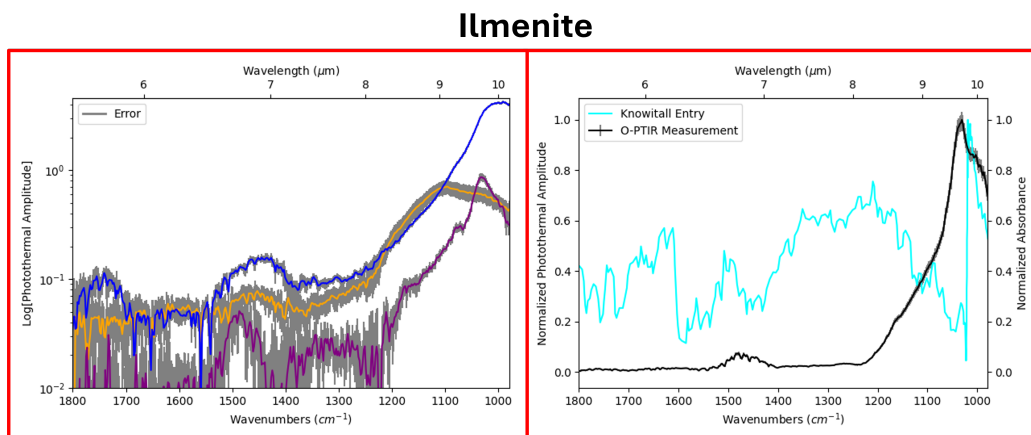 Ilmenite
Wavelength (μm)
6 7 8 9 10
Error
Log[Photothermal Amplitude]
10⁰
10⁻¹
10⁻²
1800 1700 1600 1500 1400 1300 1200 1100 1000
Wavenumbers (cm⁻¹)
Wavelength (μm)
6 7 8 9 10
Knowitall Entry
O-PTIR Measurement
Normalized Photothermal Amplitude
1.0
0.8
0.6
0.4
0.2
0.0
1.0
0.8
0.6
0.4
0.2
0.0
Normalized Absorbance
1800 1700 1600 1500 1400 1300 1200 1100 1000
Wavenumbers (cm⁻¹)